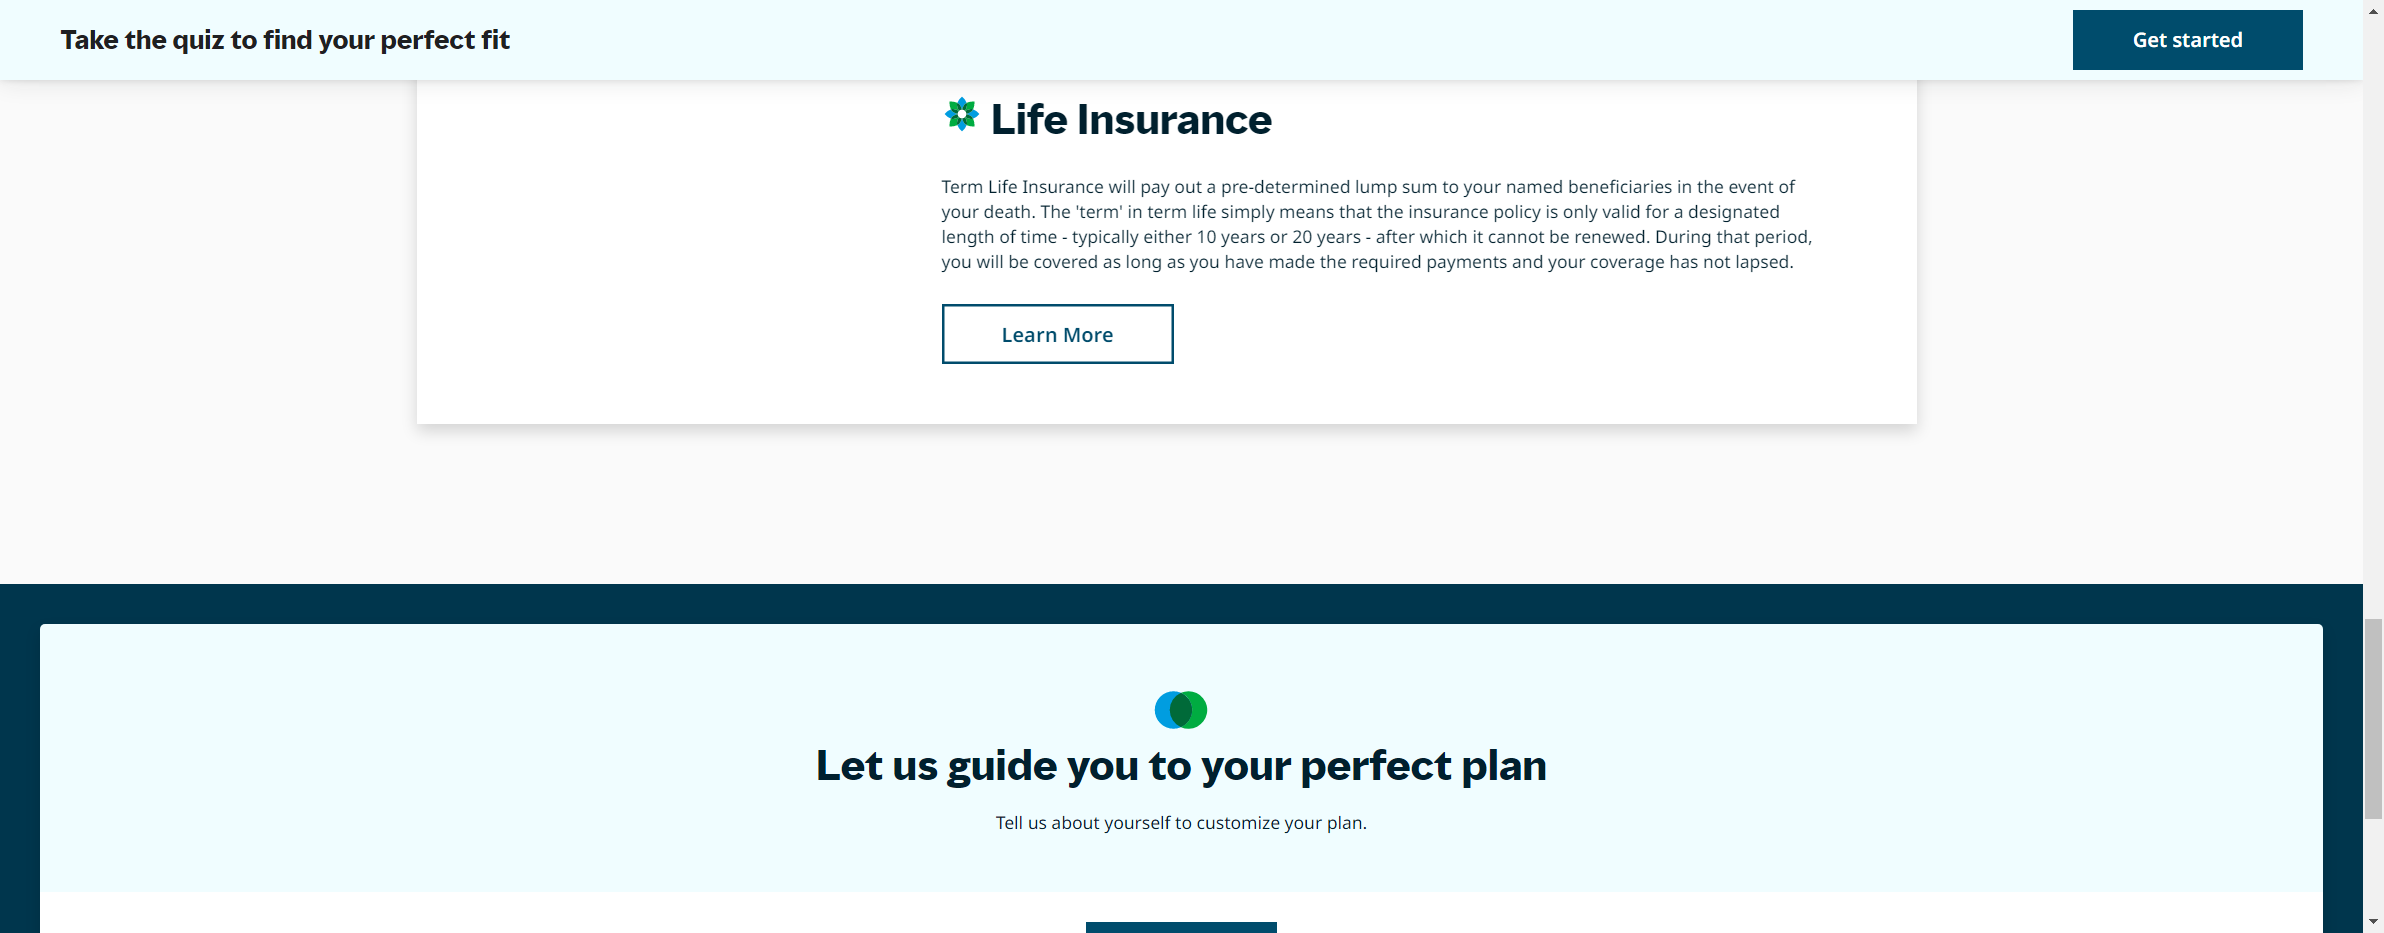 Take the quiz to find your perfect fit
Get started
Life Insurance
Term Life Insurance will pay out a pre-determined lump sum to your named beneficiaries in the event of
your death. The 'term' in term life simply means that the insurance policy is only valid for a designated
length of time - typically either 10 years or 20 years - after which it cannot be renewed. During that period,
you will be covered as long as you have made the required payments and your coverage has not lapsed.
Learn More
Let us guide you to your perfect plan
Tell us about yourself to customize your plan.